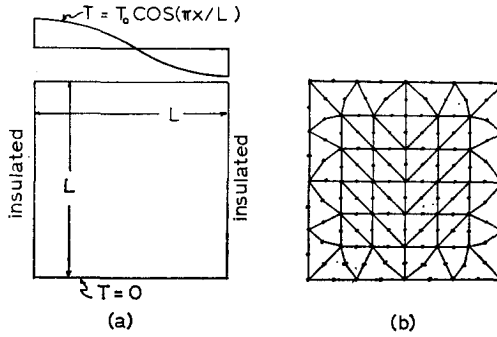 T = T₀ COS(πx/L)
L
L
insulated
insulated
T=0
(a)
(b)